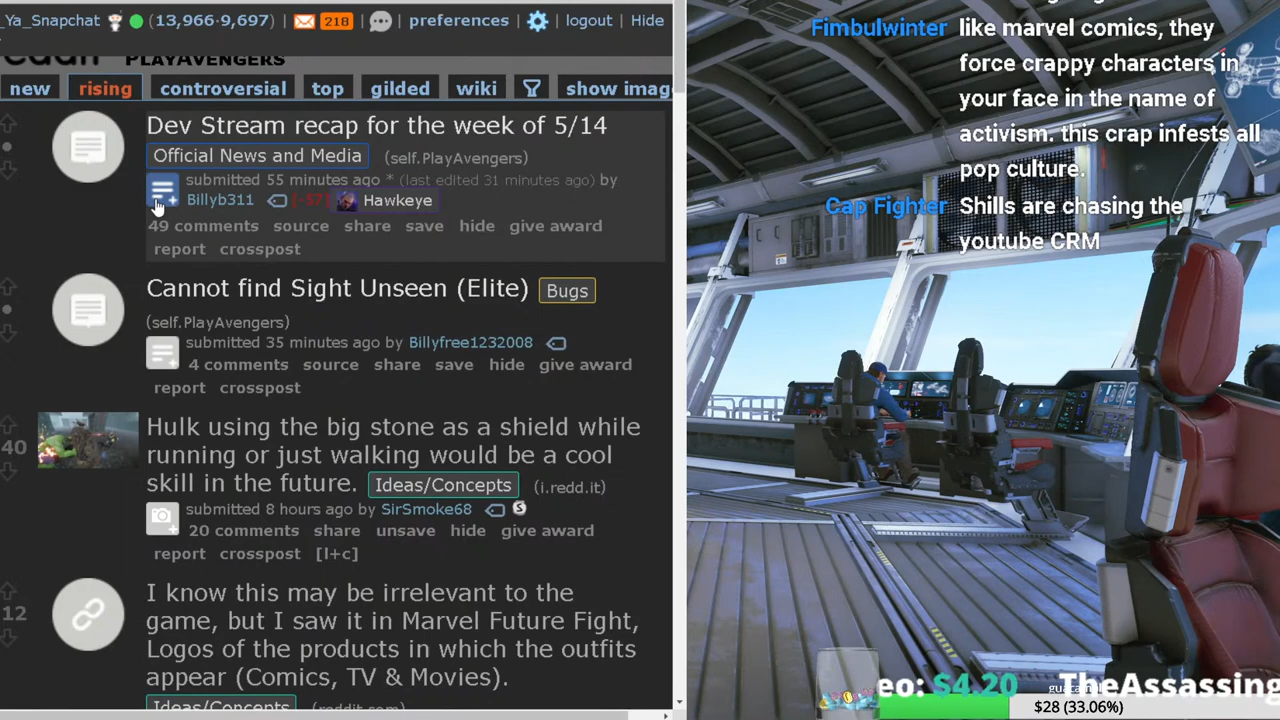 _Ya_Snapchat (13,966·9,697) | 218 | preferences | logout Hide
PLAYAVENGERS
new rising controversial top gilded wiki show imag
Dev Stream recap for the week of 5/14
Official News and Media (self.PlayAvengers)
submitted 55 minutes ago * (last edited 31 minutes ago) by
Billyb311 [-57] Hawkeye
49 comments source share save hide give award
report crosspost
Cannot find Sight Unseen (Elite) Bugs
(self.PlayAvengers)
submitted 35 minutes ago by Billyfree1232008
4 comments source share save hide give award
report crosspost
40
Hulk using the big stone as a shield while
running or just walking would be a cool
skill in the future. Ideas/Concepts (i.redd.it)
submitted 8 hours ago by SirSmoke68 S
20 comments share unsave hide give award
report crosspost [l+c]
12
I know this may be irrelevant to the
game, but I saw it in Marvel Future Fight,
Logos of the products in which the outfits
appear (Comics, TV & Movies).
Ideas/Concepts (reddit.com)
Fimbulwinter like marvel comics, they
force crappy characters in
your face in the name of
activism. this crap infests all
pop culture.
Cap Fighter Shills are chasing the
youtube CRM
eo: $4.20 TheAssassing
$28 (33.06%)